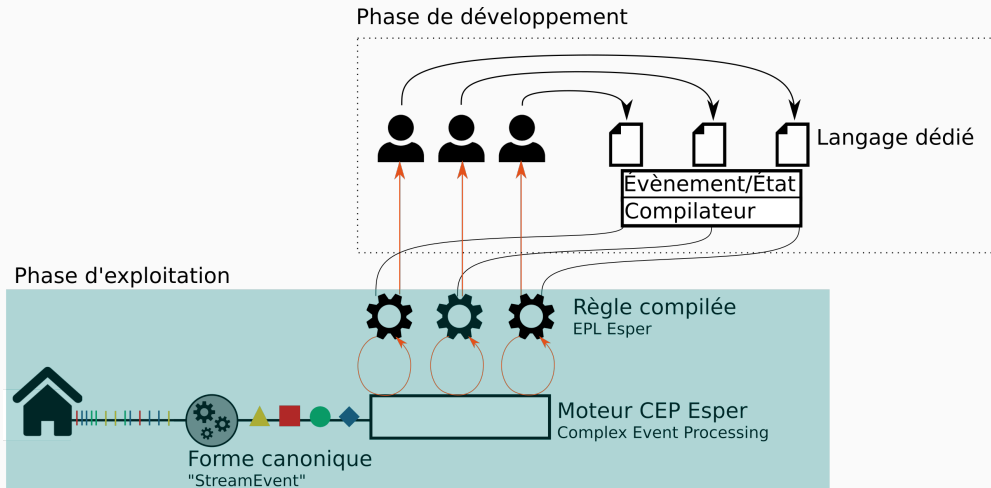 Phase de développement
Langage dédié
Évènement/État
Compilateur
Phase d'exploitation
Règle compilée
EPL Esper
Moteur CEP Esper
Complex Event Processing
Forme canonique
"StreamEvent"